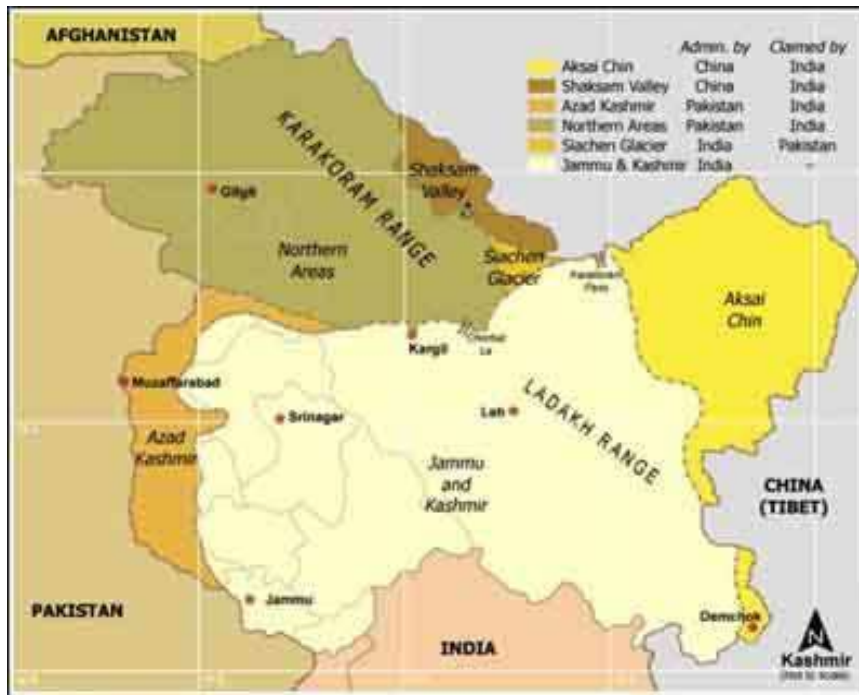 AFGHANISTAN
Admin. by Claimed by
Aksai Chin China India
Shaksam Valley China India
Azad Kashmir Pakistan India
Northern Areas Pakistan India
Siachen Glacier India Pakistan
Jammu & Kashmir India -
KARAKORAM RANGE
Shaksam
Valley
Gilgit
Northern
Areas
Siachen
Glacier
Karakoram
Pass
Aksai
Chin
Kargil
Chorbat
La
Muzaffarabad
Srinagar
Leh
LADAKH RANGE
Azad
Kashmir
Jammu
and
Kashmir
CHINA
(TIBET)
Jammu
PAKISTAN
INDIA
Demchok
N
Kashmir
(not to scale)